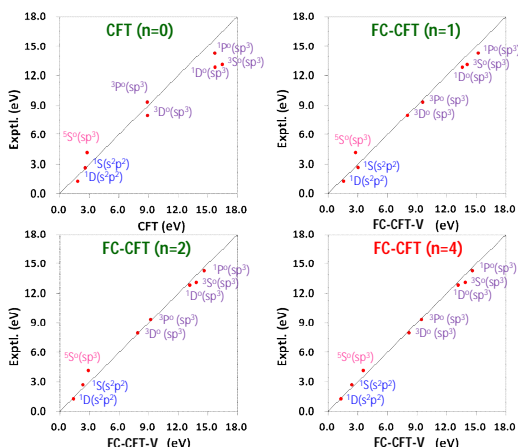 CFT (n=0)
18.0
15.0
12.0
9.0
6.0
3.0
0.0
Exptl. (eV)
¹Pᵒ(sp³)
³Sᵒ(sp³)
¹Dᵒ(sp³)
³Pᵒ(sp³)
³Dᵒ(sp³)
⁵Sᵒ(sp³)
¹S(s²p²)
¹D(s²p²)
0.0 3.0 6.0 9.0 12.0 15.0 18.0
CFT (eV)
FC-CFT (n=1)
18.0
15.0
12.0
9.0
6.0
3.0
0.0
Exptl. (eV)
¹Pᵒ(sp³)
³Sᵒ(sp³)
¹Dᵒ(sp³)
³Pᵒ (sp³)
³Dᵒ (sp³)
⁵Sᵒ(sp³)
¹S(s²p²)
¹D(s²p²)
0.0 3.0 6.0 9.0 12.0 15.0 18.0
FC-CFT-V (eV)
FC-CFT (n=2)
18.0
15.0
12.0
9.0
6.0
3.0
0.0
Exptl. (eV)
¹Pᵒ(sp³)
³Sᵒ(sp³)
¹Dᵒ(sp³)
³Pᵒ (sp³)
³Dᵒ (sp³)
⁵Sᵒ(sp³)
¹S(s²p²)
¹D(s²p²)
0.0 3.0 6.0 9.0 12.0 15.0 18.0
FC-CFT-V (eV)
FC-CFT (n=4)
18.0
15.0
12.0
9.0
6.0
3.0
0.0
Exptl. (eV)
¹Pᵒ(sp³)
³Sᵒ(sp³)
¹Dᵒ(sp³)
³Pᵒ (sp³)
³Dᵒ (sp³)
⁵Sᵒ(sp³)
¹S(s²p²)
¹D(s²p²)
0.0 3.0 6.0 9.0 12.0 15.0 18.0
FC-CFT-V (eV)